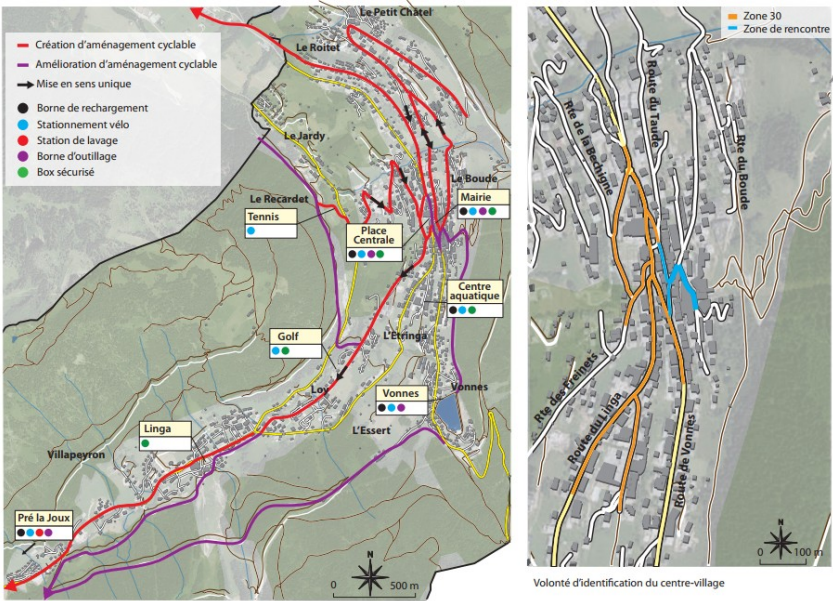 Création d'aménagement cyclable
Amélioration d'aménagement cyclable
Mise en sens unique
Borne de rechargement
Stationnement vélo
Station de lavage
Borne d'outillage
Box sécurisé
Le Petit Châtel
Le Roitet
Le Jardy
Le Boude
Le Recardet
Mairie
Tennis
Place
Centrale
Centre
aquatique
Golf
L'Etringa
Loy
Vonnes
Vonnes
Linga
L'Essert
Villapeyron
Pré la Joux
N
0 500 m
Zone 30
Zone de rencontre
Route du Taude
Rte de la Bechigne
Rte du Boude
Rte des Freinets
Route du Linga
Route de Vonnes
N
0 100 m
Volonté d'identification du centre-village